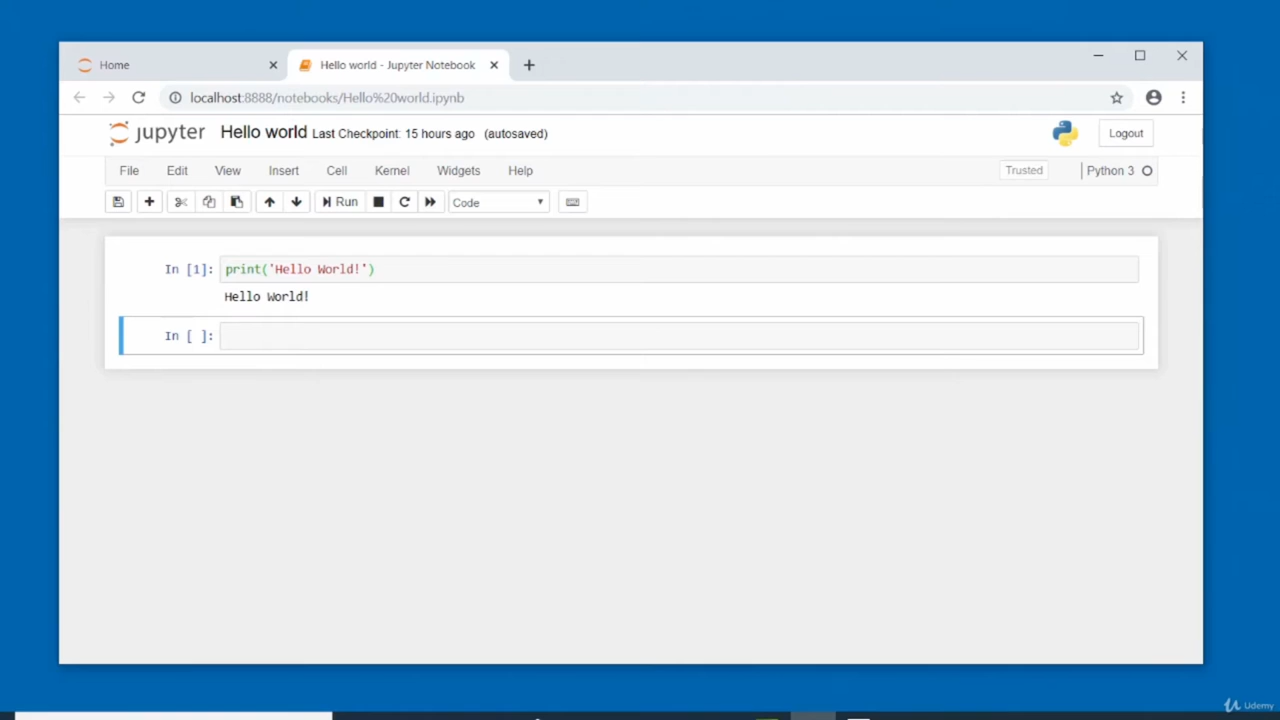 Home
Hello world - Jupyter Notebook
localhost:8888/notebooks/Hello%20world.ipynb
jupyter Hello world Last Checkpoint: 15 hours ago (autosaved)
Logout
File Edit View Insert Cell Kernel Widgets Help
Trusted
Python 3
Run
Code
In [1]: print('Hello World!')
Hello World!
In [ ]:
Udemy